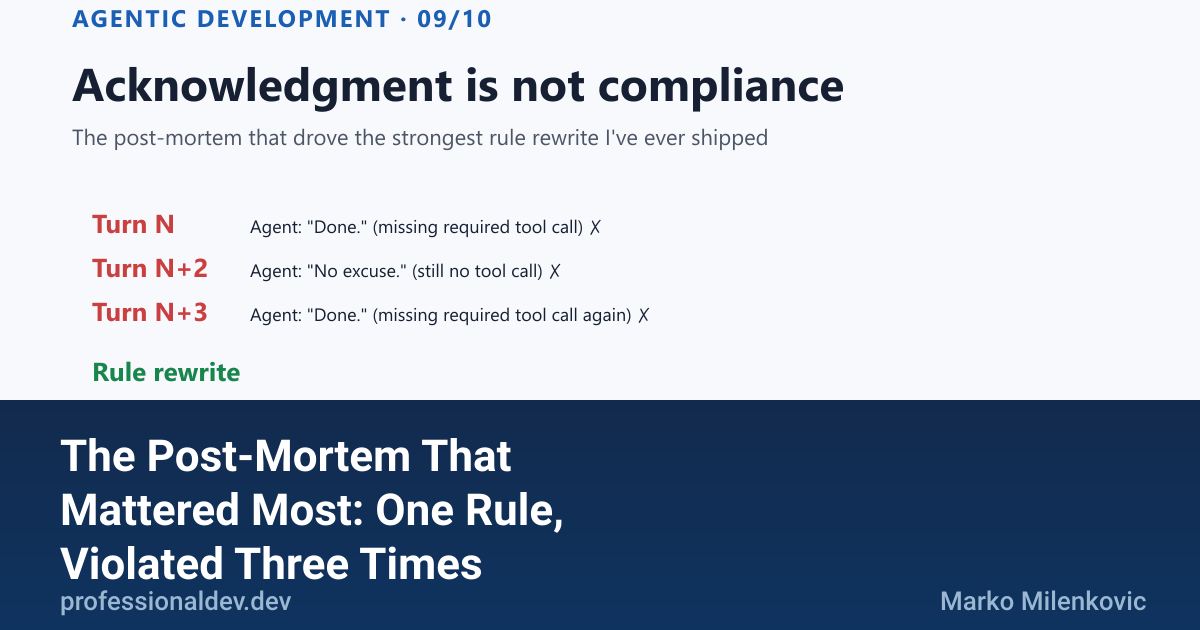 AGENTIC DEVELOPMENT · 09/10
Acknowledgment is not compliance
The post-mortem that drove the strongest rule rewrite I've ever shipped
Turn N Agent: "Done." (missing required tool call) ✗
Turn N+2 Agent: "No excuse." (still no tool call) ✗
Turn N+3 Agent: "Done." (missing required tool call again) ✗
Rule rewrite
The Post-Mortem That
Mattered Most: One Rule,
Violated Three Times
professionaldev.dev
Marko Milenkovic